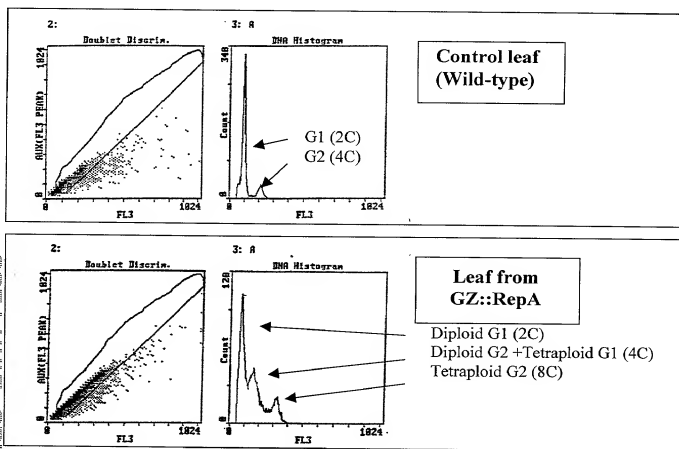 2:
Doublet Discrim.
1024
AUX(FL3 PEAK)
0
0
FL3
1024
3: A
DNA Histogram
348
Count
0
G1 (2C)
G2 (4C)
0
FL3
1024
Control leaf
(Wild-type)
2:
Doublet Discrim.
1024
AUX(FL3 PEAK)
0
0
FL3
1024
3: A
DNA Histogram
120
Count
0
0
FL3
1024
Leaf from
GZ::RepA
Diploid G1 (2C)
Diploid G2 +Tetraploid G1 (4C)
Tetraploid G2 (8C)